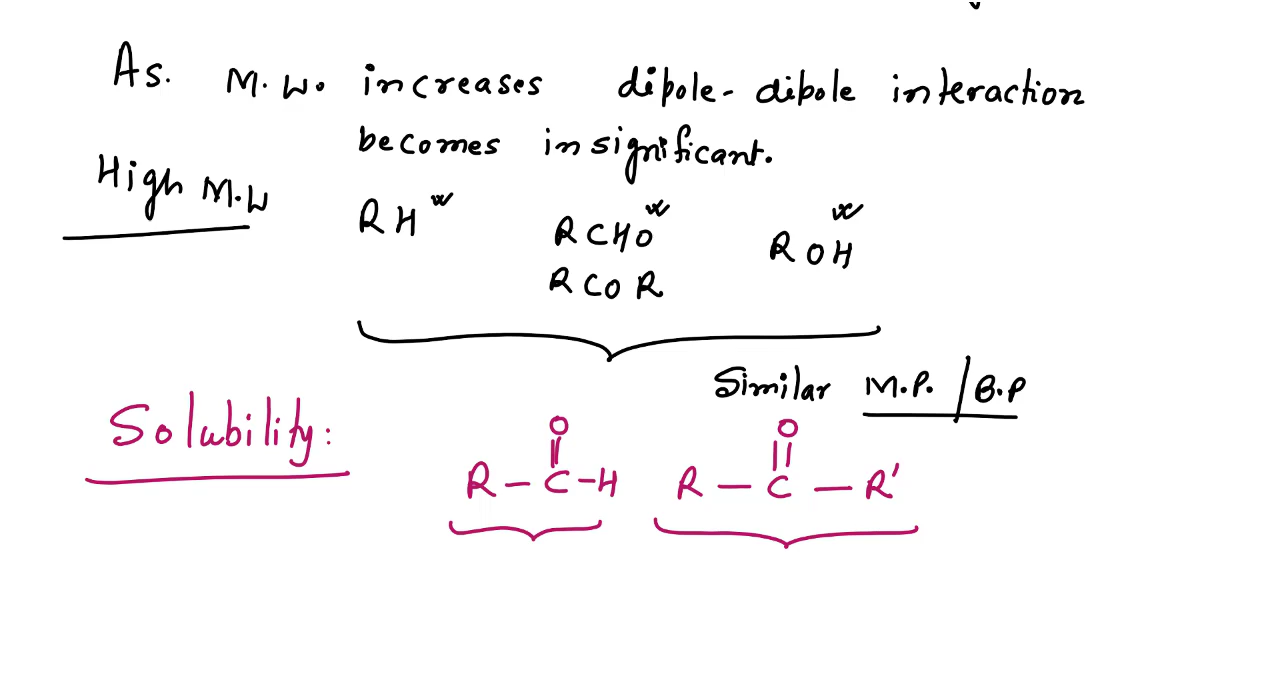 As. M.W. increases dipole-dipole interaction
becomes insignificant.
High M.W
RH w RCHO w ROH w
RCOR
Similar M.P./B.P
Solubility:
O O
|| ||
R-C-H R-C-R'